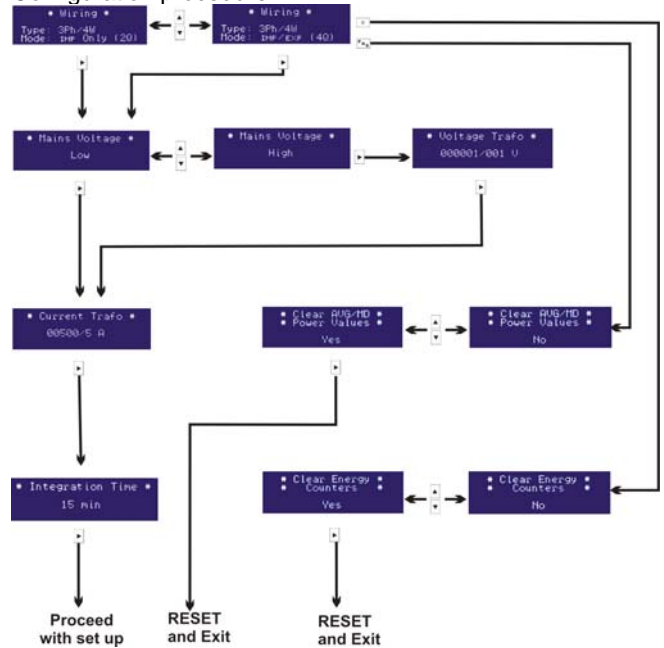 Configuration procedure
* Wiring *
Type: 3Ph/4W
Mode: IMP Only (2Q)
* Wiring *
Type: 3Ph/4W
Mode: IMP/EXP (4Q)
* Mains Voltage *
Low
* Mains Voltage *
High
* Voltage Trafo *
000001/001 V
* Current Trafo *
00500/5 A
* Clear AVG/MD *
* Power Values *
Yes
* Clear AVG/MD *
* Power Values *
No
* Integration Time *
15 min
* Clear Energy *
* Counters *
Yes
* Clear Energy *
* Counters *
No
Proceed
with set up
RESET
and Exit
RESET
and Exit